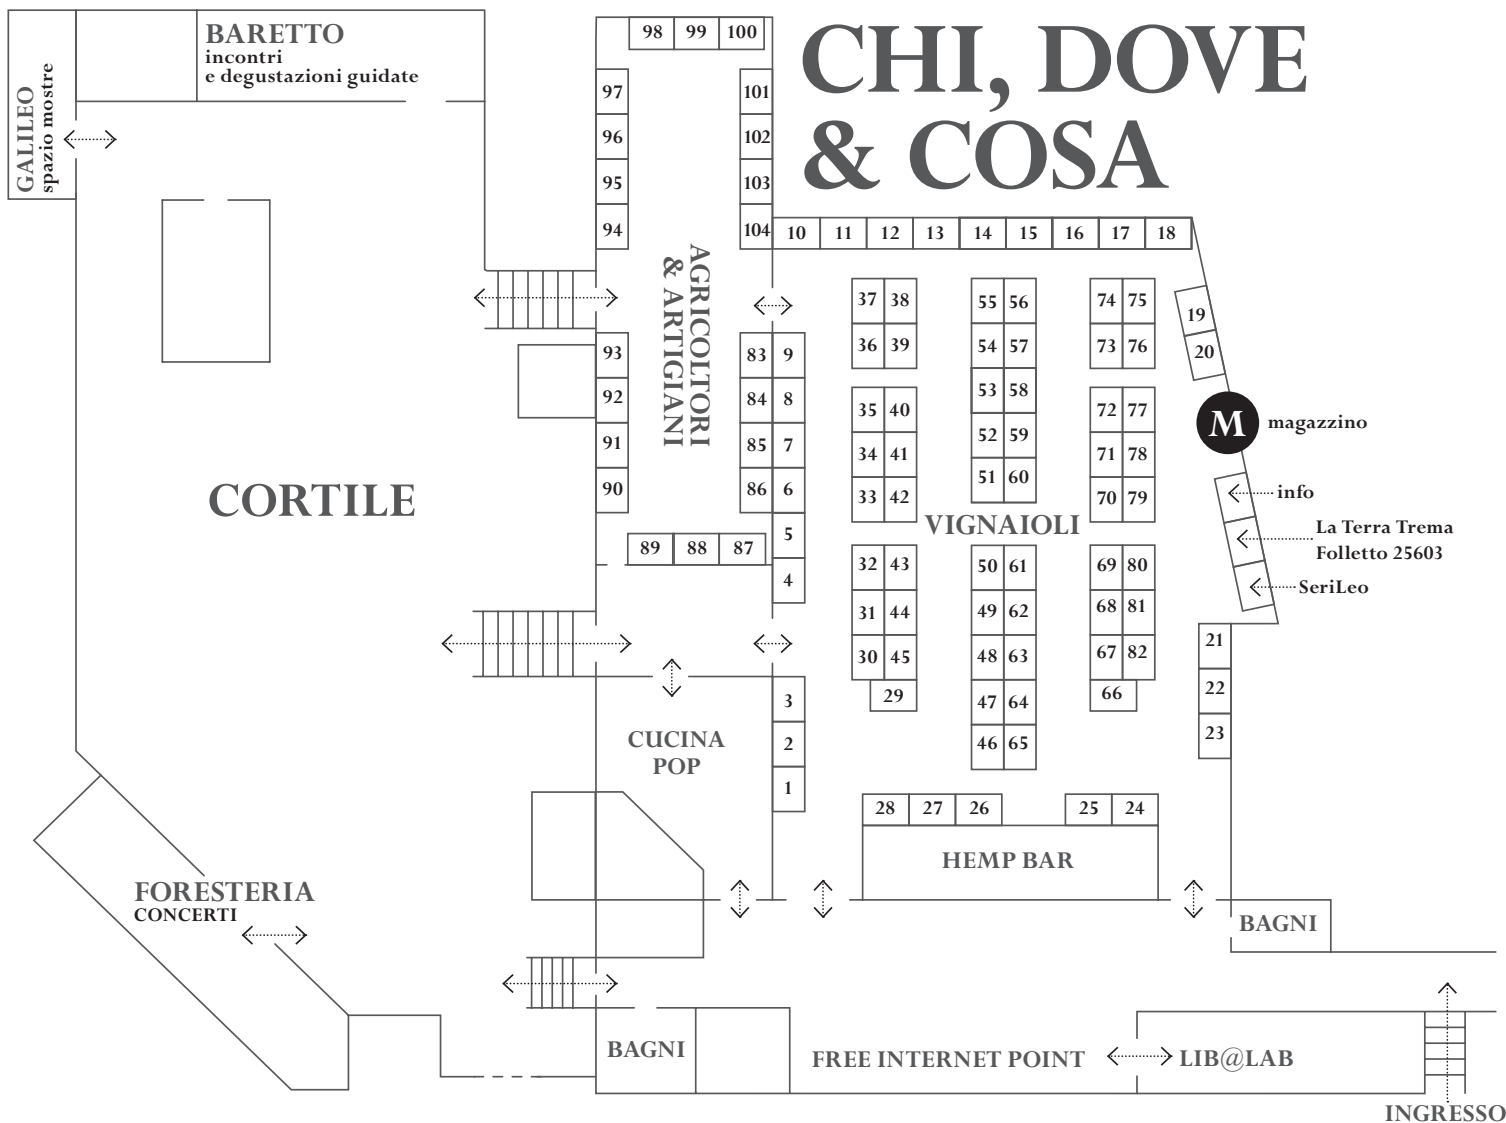 CHI, DOVE
& COSA
BARETTO
incontri
e degustazioni guidate
GALILEO
spazio mostre
98 99 100
97
96
95
94
101
102
103
104
10 11 12 13 14 15 16 17 18
AGRICOLTORI
& ARTIGIANI
93
92
91
90
83 9
84 8
85 7
86 6
5
4
89 88 87
37 38
36 39
35 40
34 41
33 42
32 43
31 44
30 45
29
55 56
54 57
53 58
52 59
51 60
VIGNAIOLI
50 61
49 62
48 63
47 64
46 65
74 75
73 76
72 77
71 78
70 79
69 80
68 81
67 82
66
19
20
M magazzino
info
La Terra Trema
Folletto 25603
SeriLeo
21
22
23
CORTILE
CUCINA
POP
3
2
1
28 27 26 25 24
HEMP BAR
FORESTERIA
CONCERTI
BAGNI
BAGNI
FREE INTERNET POINT
LIB@LAB
INGRESSO